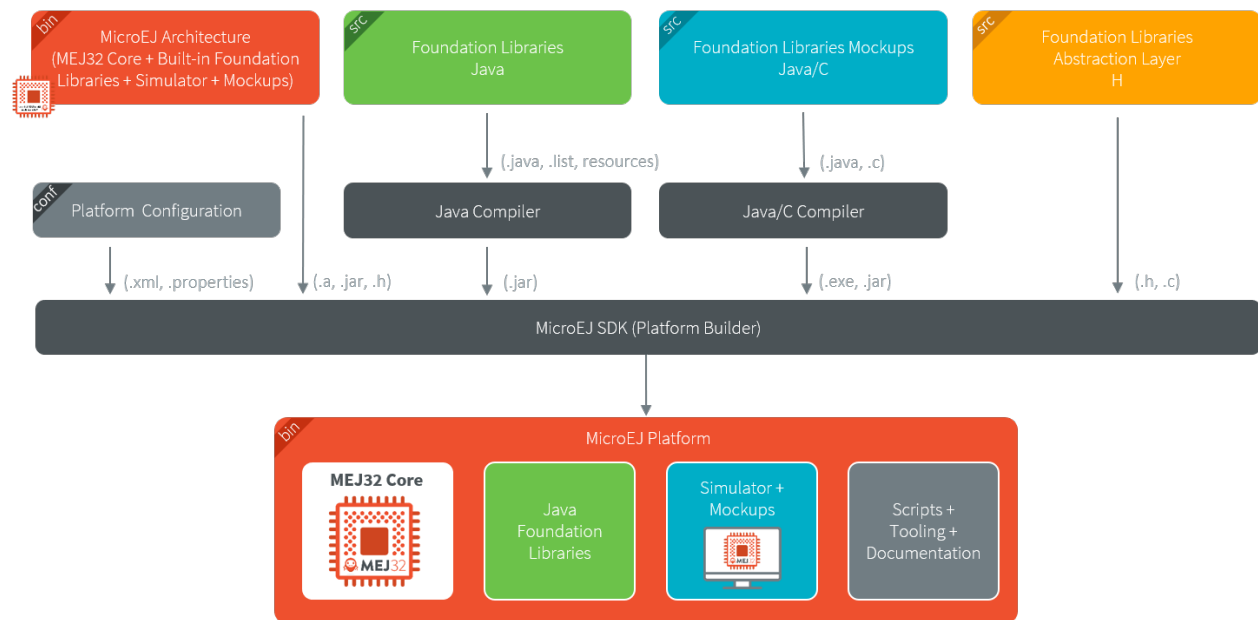 bin
MicroEJ Architecture
(MEJ32 Core + Built-in Foundation
Libraries + Simulator + Mockups)
src
Foundation Libraries
Java
src
Foundation Libraries Mockups
Java/C
src
Foundation Libraries
Abstraction Layer
H
(.java, .list, resources)
(.java, .c)
conf
Platform Configuration
Java Compiler
Java/C Compiler
(.xml, .properties)
(.a, .jar, .h)
(.jar)
(.exe, .jar)
(.h, .c)
MicroEJ SDK (Platform Builder)
bin
MicroEJ Platform
MEJ32 Core
MEJ32
Java
Foundation
Libraries
Simulator +
Mockups
Scripts +
Tooling +
Documentation